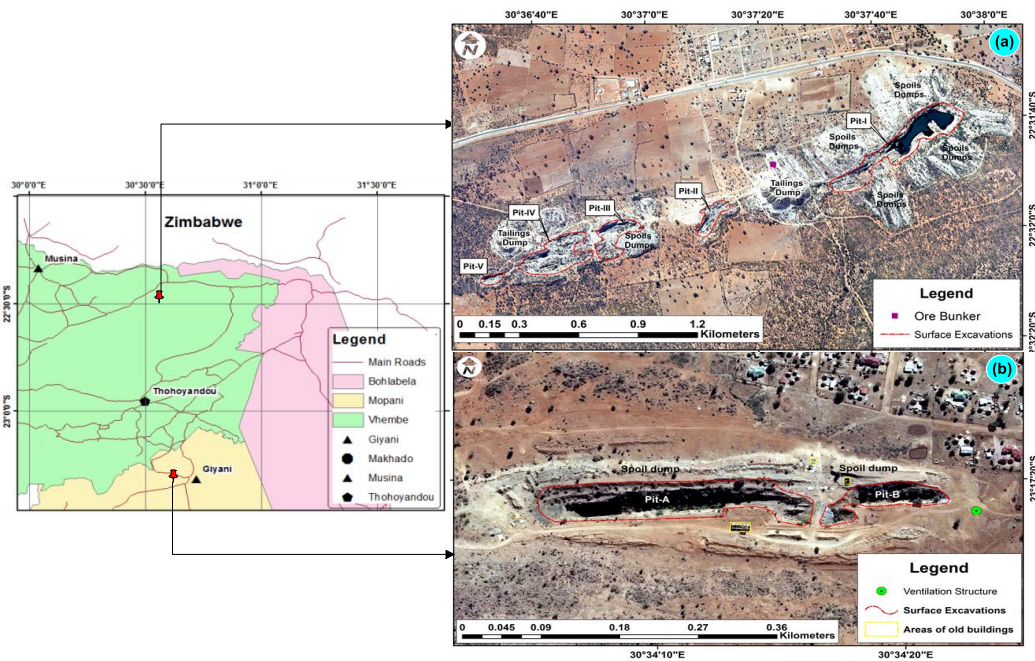 30°36'40"E 30°37'0"E 30°37'20"E 30°37'40"E 30°38'0"E
(a)
N
Spoils
Dumps
Pit-I
Spoils
Dumps
Spoils
Dumps
Tailings
Dump
Spoils
Dumps
Pit-II
Pit-III
Pit-IV
Tailings
Dump
Spoils
Dumps
Pit-V
22°31'40"S
22°32'0"S
°32'20"S
Legend
Ore Bunker
Surface Excavations
0 0.15 0.3 0.6 0.9 1.2
Kilometers
30°0'0"E 30°30'0"E 31°0'0"E 31°30'0"E
Zimbabwe
Musina
22°30'0"S
Thohoyandou
23°0'0"S
Giyani
Legend
Main Roads
Bohlabela
Mopani
Vhembe
Giyani
Makhado
Musina
Thohoyandou
(b)
N
Spoil dump
Spoil dump
Pit-A
Pit-B
23°17'20"S
Legend
Ventilation Structure
Surface Excavations
Areas of old buildings
0 0.045 0.09 0.18 0.27 0.36
Kilometers
30°34'10"E 30°34'20"E